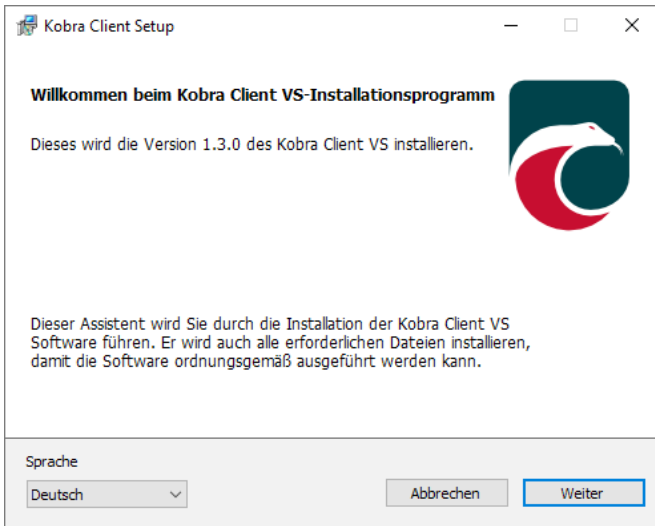 Kobra Client Setup
Willkommen beim Kobra Client VS-Installationsprogramm
Dieses wird die Version 1.3.0 des Kobra Client VS installieren.
Dieser Assistent wird Sie durch die Installation der Kobra Client VS
Software führen. Er wird auch alle erforderlichen Dateien installieren,
damit die Software ordnungsgemäß ausgeführt werden kann.
Sprache
Deutsch
Abbrechen
Weiter